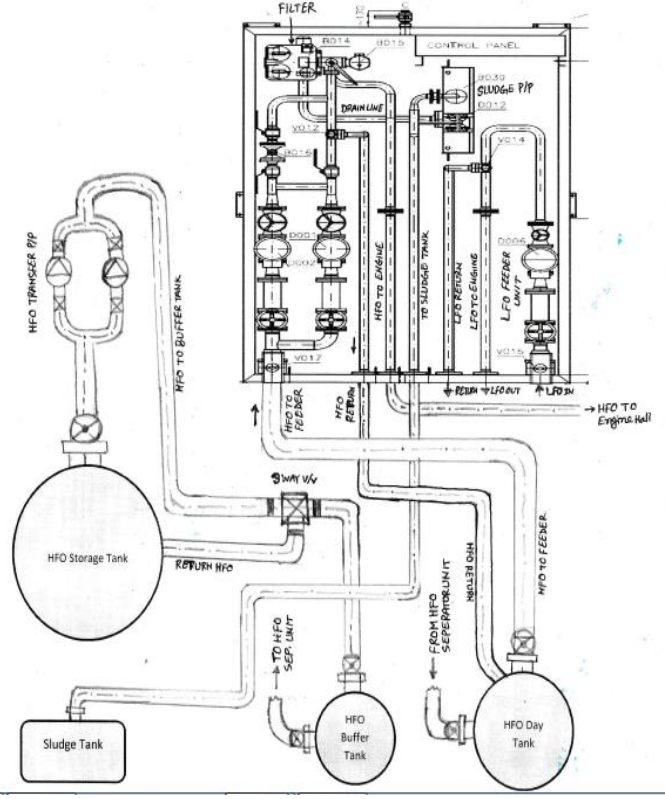 FILTER
B014
B015
CONTROL PANEL
B030
SLUDGE P/P
D012
DRAIN LINE
V012
V014
B016
HFO TRANSFER P/P
HFO TO BUFFER TANK
D001
D002
HFO TO ENGINE
TO SLUDGE TANK
LFO RETURN
LFO TO ENGINE
LFO FEEDER
UNIT
D006
V017
V015
HFO TO
FEEDER
HFO
RETURN
RETURN
LFO OUT
LFO IN
HFO TO
Engine Hall
3 WAY V/V
HFO Storage Tank
RETURN HFO
HFO RETURN
HFO TO FEEDER
TO HFO
SEP. UNIT
FROM HFO
SEPERATOR UNIT
Sludge Tank
HFO
Buffer
Tank
HFO Day
Tank